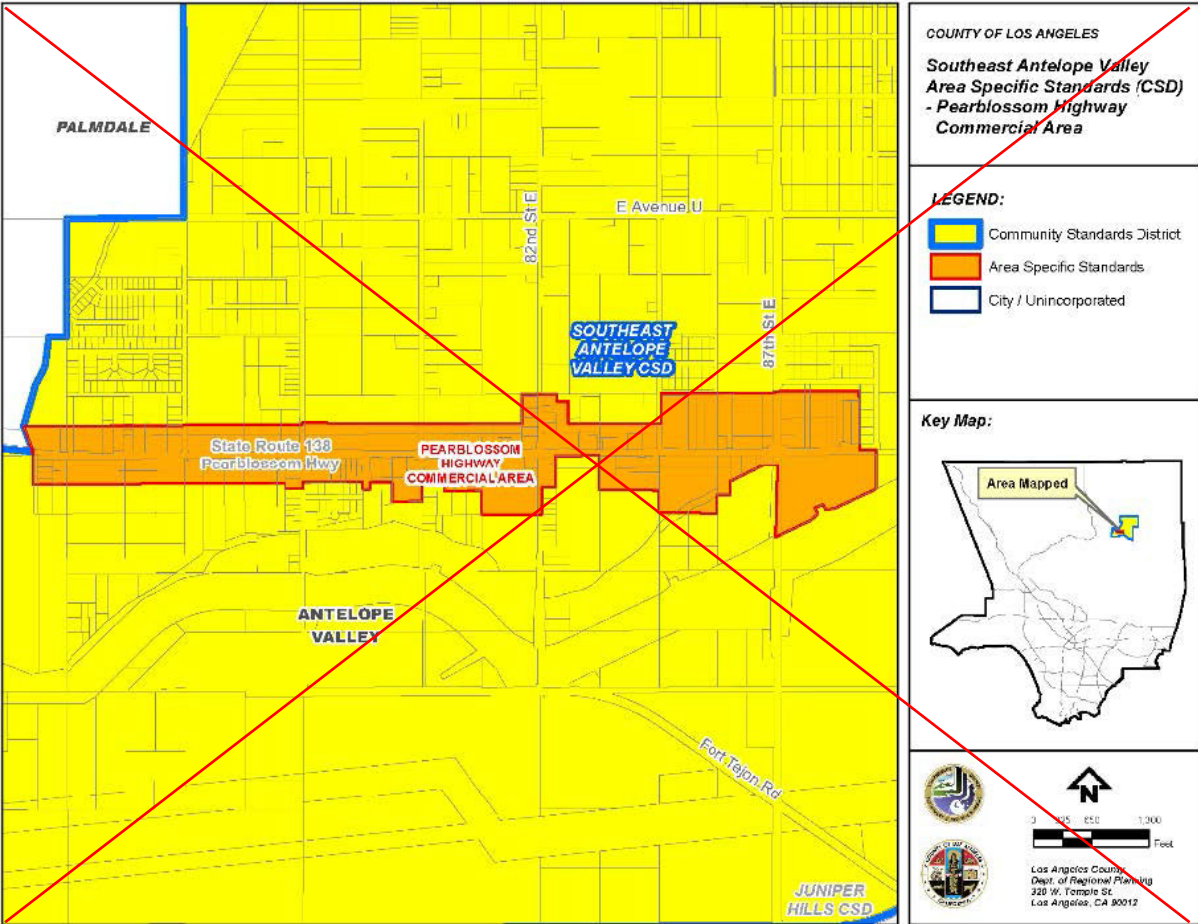 PALMDALE
E Avenue U
82nd St E
87th St E
SOUTHEAST
ANTELOPE
VALLEY CSD
State Route 138
Pearblossom Hwy
PEARBLOSSOM
HIGHWAY
COMMERCIAL AREA
ANTELOPE
VALLEY
Fort Tejon Rd
JUNIPER
HILLS CSD
COUNTY OF LOS ANGELES
Southeast Antelope Valley
Area Specific Standards (CSD)
- Pearblossom Highway
Commercial Area
LEGEND:
Community Standards District
Area Specific Standards
City / Unincorporated
Key Map:
Area Mapped
N
650
Feet
Los Angeles County
Dept. of Regional Planning
320 W. Temple St.
Los Angeles, CA 90012